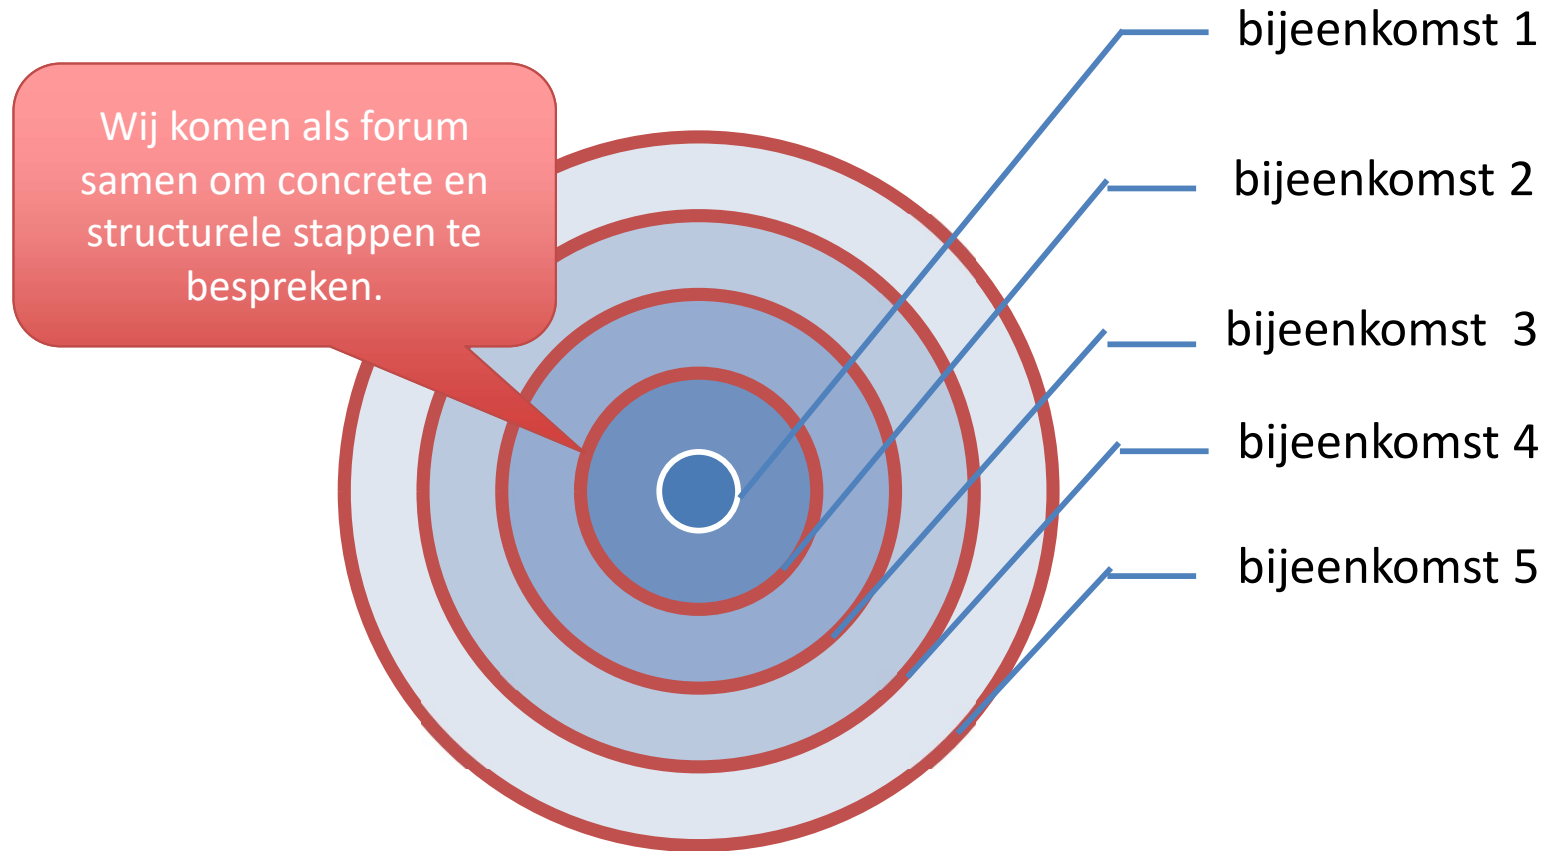 bijeenkomst 1
Wij komen als forum
samen om concrete en
structurele stappen te
bespreken.
bijeenkomst 2
bijeenkomst  3
bijeenkomst 4
bijeenkomst 5